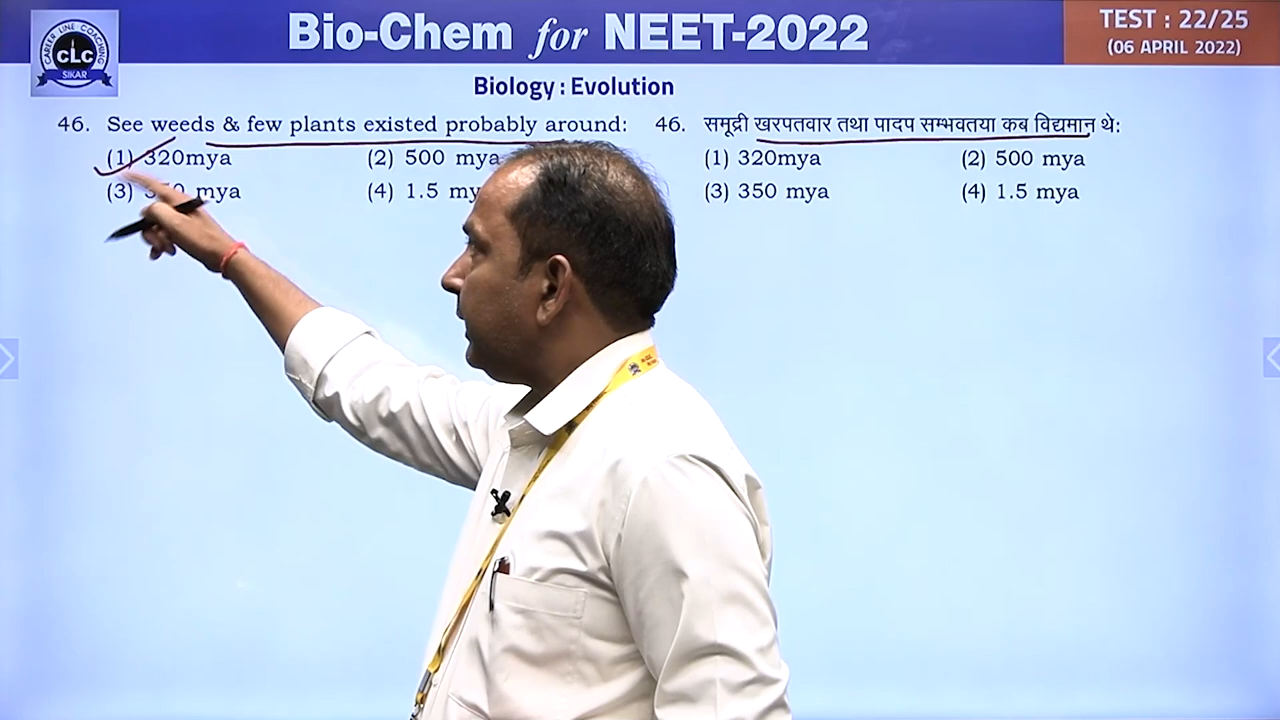 Bio-Chem for NEET-2022
TEST : 22/25
(06 APRIL 2022)
CAREER LINE COACHING
CLC
SIKAR
Biology : Evolution
46. See weeds & few plants existed probably around:
(1) 320mya (2) 500 mya
(3) 350 mya (4) 1.5 my
46. समूद्री खरपतवार तथा पादप सम्भवतया कब विद्यमान थे:
(1) 320mya (2) 500 mya
(3) 350 mya (4) 1.5 mya